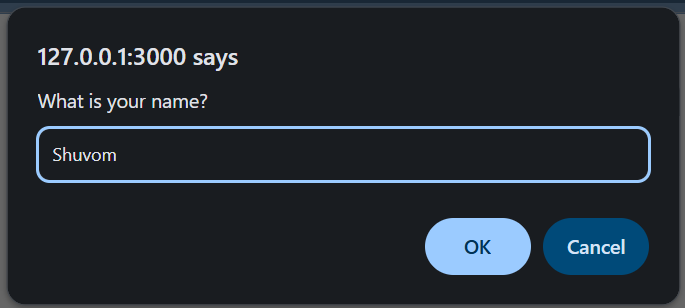 127.0.0.1:3000 says
What is your name?
Shuvom
OK
Cancel